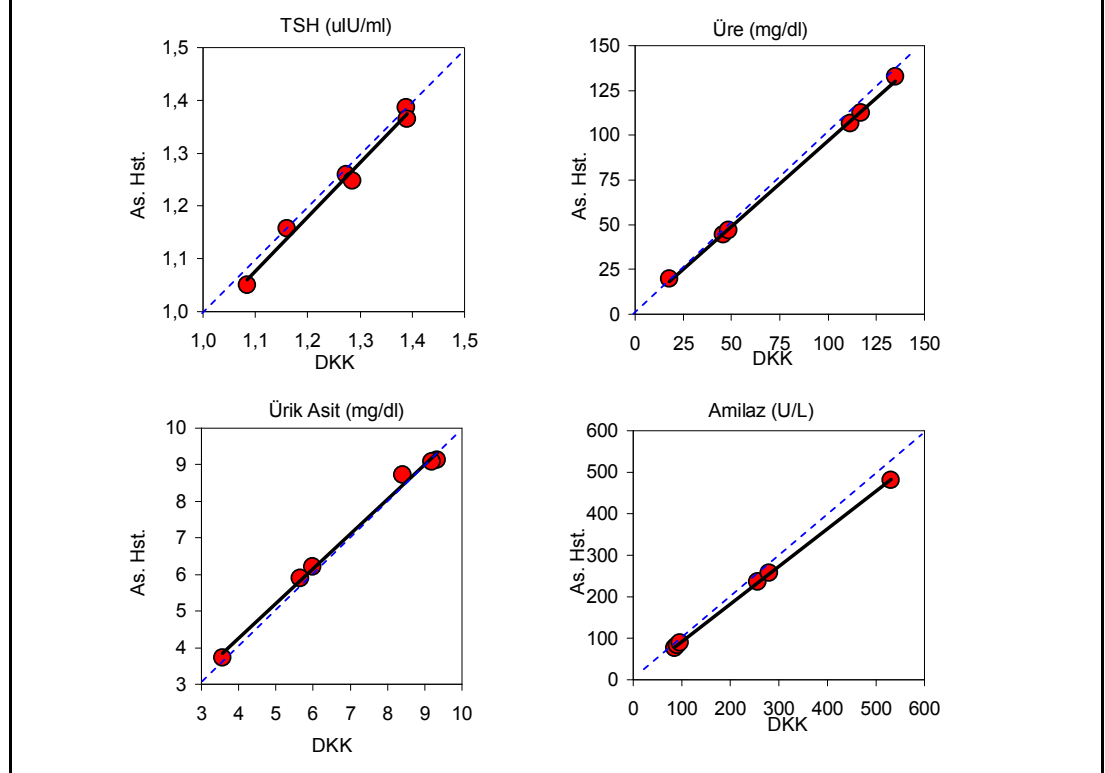 TSH (uIU/ml)
1,5
1,4
1,3
1,2
1,1
1,0
As. Hst.
1,0 1,1 1,2 1,3 1,4 1,5
DKK
Üre (mg/dl)
150
125
100
75
50
25
0
As. Hst.
0 25 50 75 100 125 150
DKK
Ürik Asit (mg/dl)
10
9
8
7
6
5
4
3
As. Hst.
3 4 5 6 7 8 9 10
DKK
Amilaz (U/L)
600
500
400
300
200
100
0
As. Hst.
0 100 200 300 400 500 600
DKK